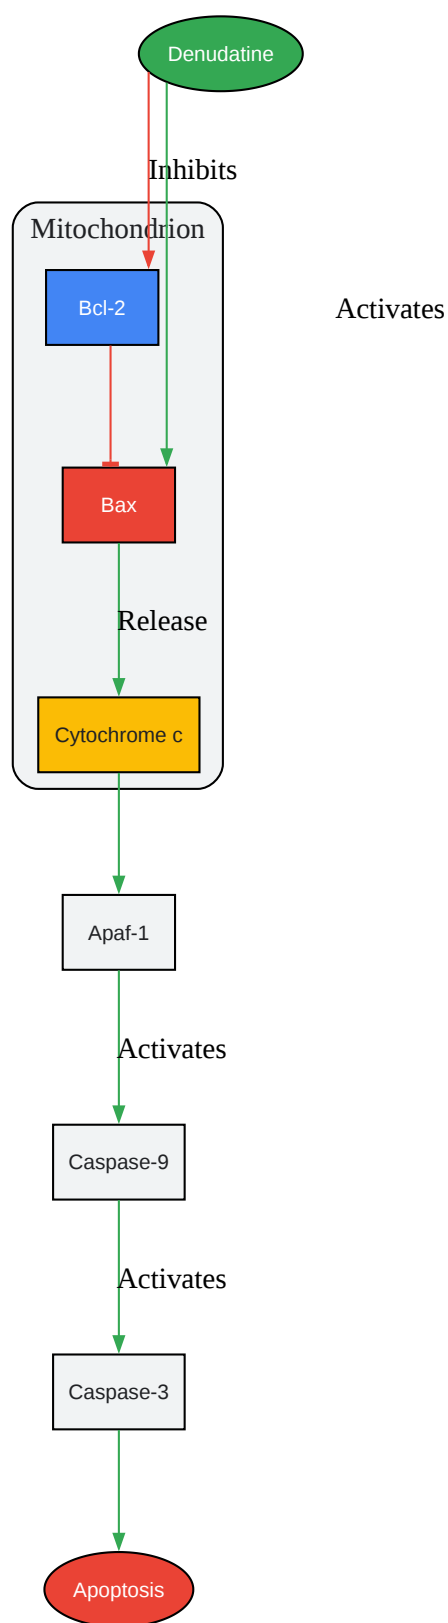 Denudatine
Inhibits
Mitochondrion
Bcl-2
Activates
Bax
Release
Cytochrome c
Apaf-1
Activates
Caspase-9
Activates
Caspase-3
Apoptosis